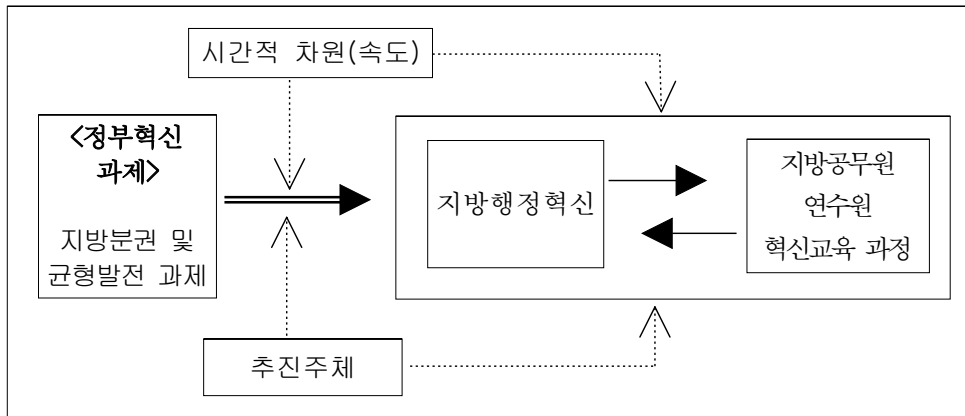 시간적 차원(속도)
<정부혁신
과제>
지방분권 및
균형발전 과제
지방행정혁신
지방공무원
연수원
혁신교육 과정
추진주체